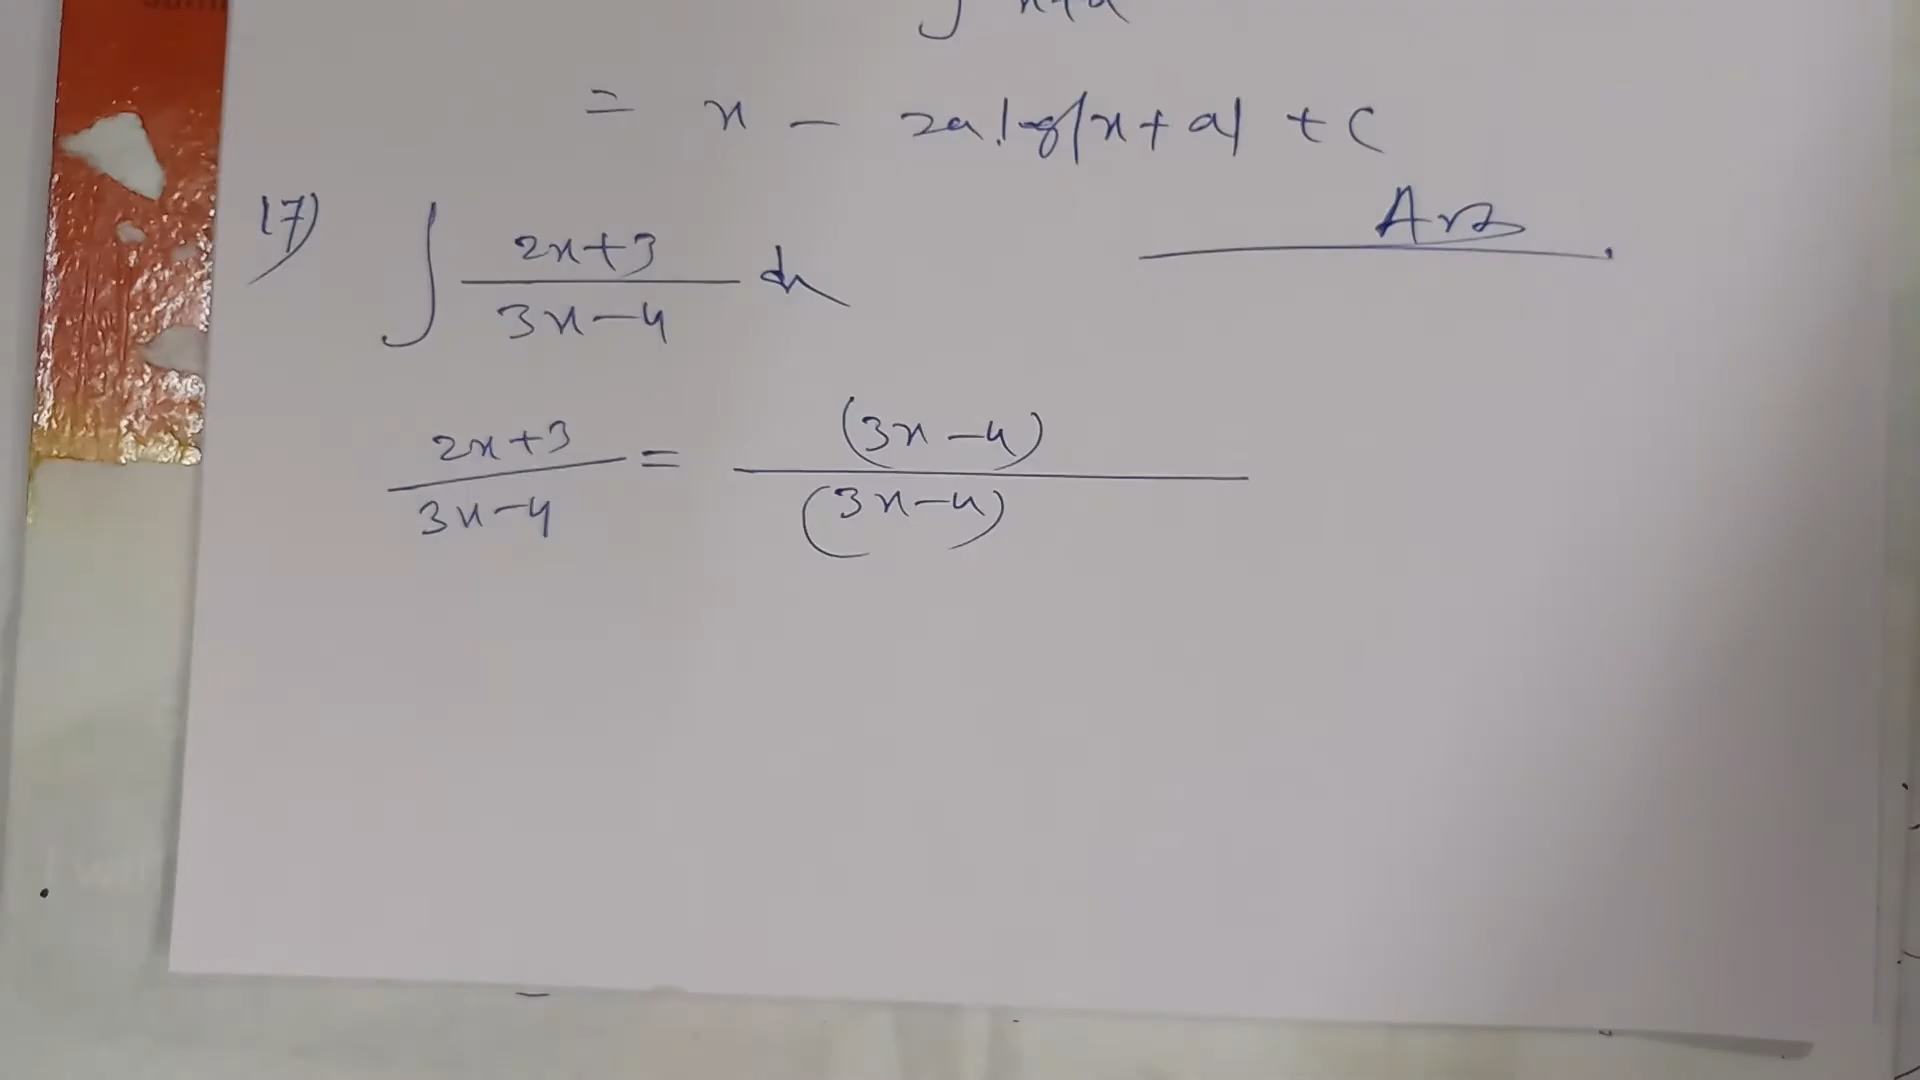 = x - 2a log|x+a| + C
Ans
17) ∫ (2x+3)/(3x-4) dx
(2x+3)/(3x-4) = (3x-4)/(3x-4)